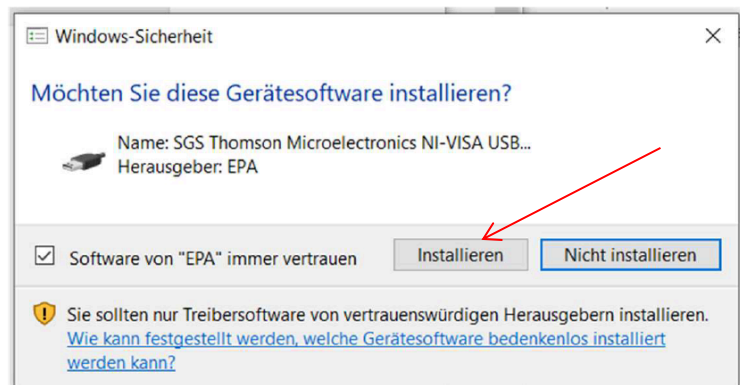 Windows-Sicherheit
Möchten Sie diese Gerätesoftware installieren?
Name: SGS Thomson Microelectronics NI-VISA USB...
Herausgeber: EPA
Software von "EPA" immer vertrauen
Installieren
Nicht installieren
Sie sollten nur Treibersoftware von vertrauenswürdigen Herausgebern installieren.
Wie kann festgestellt werden, welche Gerätesoftware bedenkenlos installiert
werden kann?